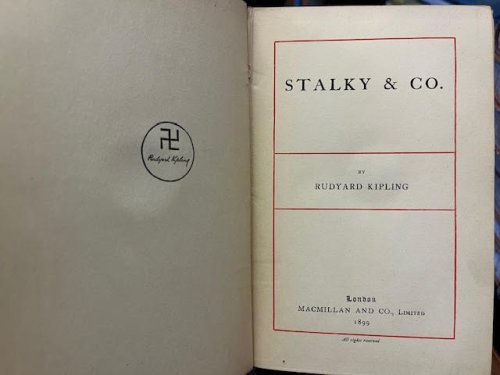 Rudyard Kipling
STALKY & CO.
BY
RUDYARD KIPLING
London
MACMILLAN AND CO., LIMITED
1899
All rights reserved